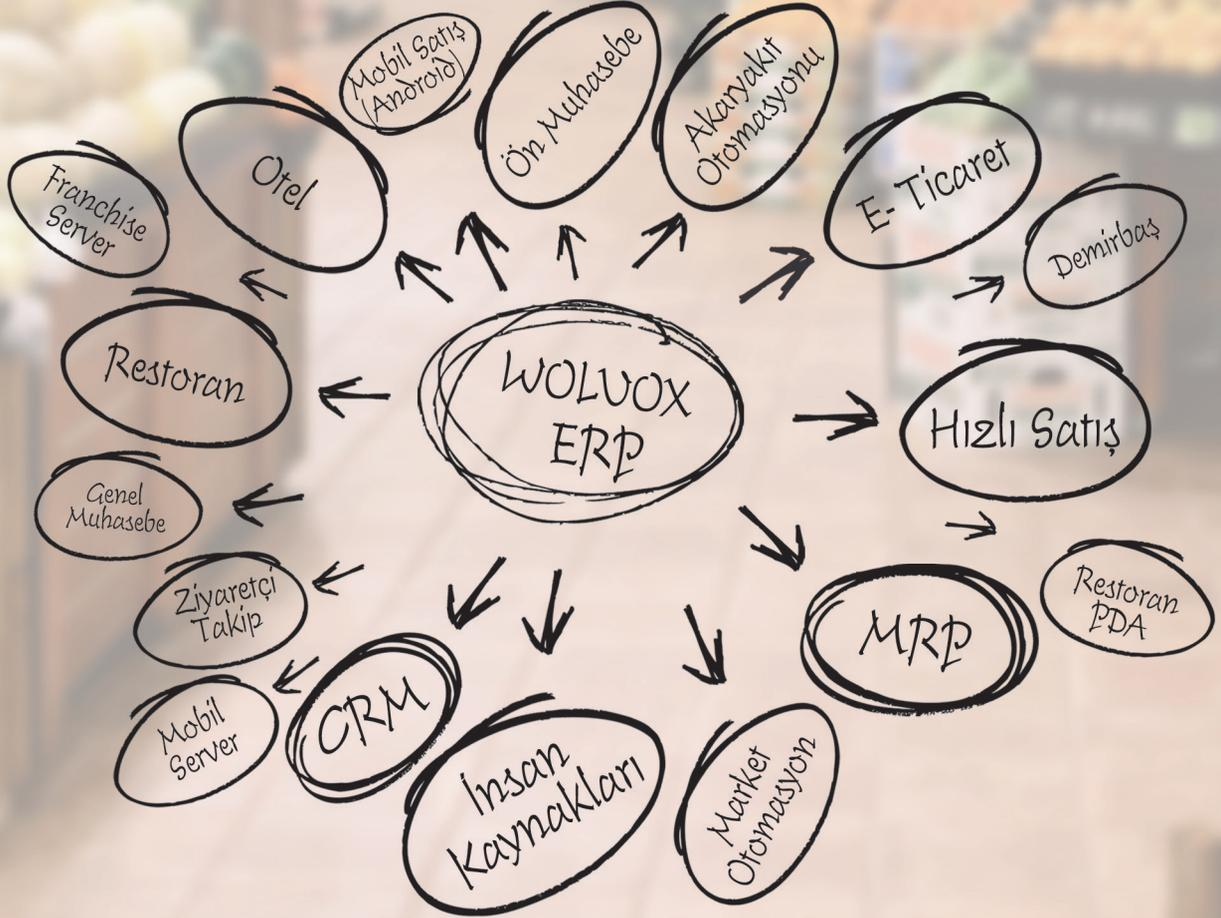 Mobil Satış
(Android)
Ön Muhasebe
Akaryakıt
Otomasyonu
Otel
E- Ticaret
Franchise
Server
Demirbaş
Restoran
WOLVOX
ERP
Hızlı Satış
Genel
Muhasebe
Ziyaretçi
Takip
MRP
Restoran
PDA
CRM
Mobil
Server
İnsan
Kaynakları
Market
Otomasyon